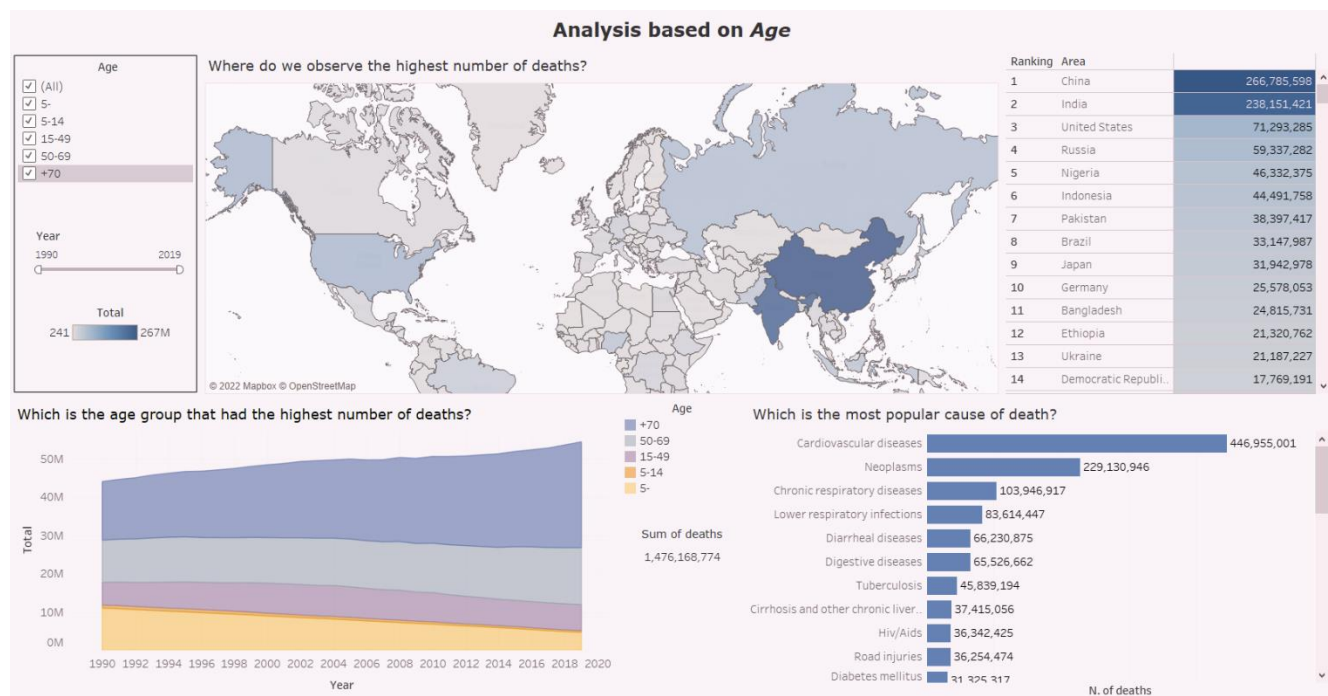 Analysis based on Age
Age
(All)
5-
5-14
15-49
50-69
+70
Year
1990 2019
Total
241 267M
Where do we observe the highest number of deaths?
© 2022 Mapbox © OpenStreetMap
Ranking Area
1 China 266,785,598
2 India 238,151,421
3 United States 71,293,285
4 Russia 59,337,282
5 Nigeria 46,332,375
6 Indonesia 44,491,758
7 Pakistan 38,397,417
8 Brazil 33,147,987
9 Japan 31,942,978
10 Germany 25,578,053
11 Bangladesh 24,815,731
12 Ethiopia 21,320,762
13 Ukraine 21,187,227
14 Democratic Republi.. 17,769,191
Which is the age group that had the highest number of deaths?
Total
50M
40M
30M
20M
10M
0M
1990 1992 1994 1996 1998 2000 2002 2004 2006 2008 2010 2012 2014 2016 2018 2020
Year
Age
+70
50-69
15-49
5-14
5-
Sum of deaths
1,476,168,774
Which is the most popular cause of death?
Cardiovascular diseases 446,955,001
Neoplasms 229,130,946
Chronic respiratory diseases 103,946,917
Lower respiratory infections 83,614,447
Diarrheal diseases 66,230,875
Digestive diseases 65,526,662
Tuberculosis 45,839,194
Cirrhosis and other chronic liver.. 37,415,056
Hiv/Aids 36,342,425
Road injuries 36,254,474
Diabetes mellitus 31,325,317
N. of deaths